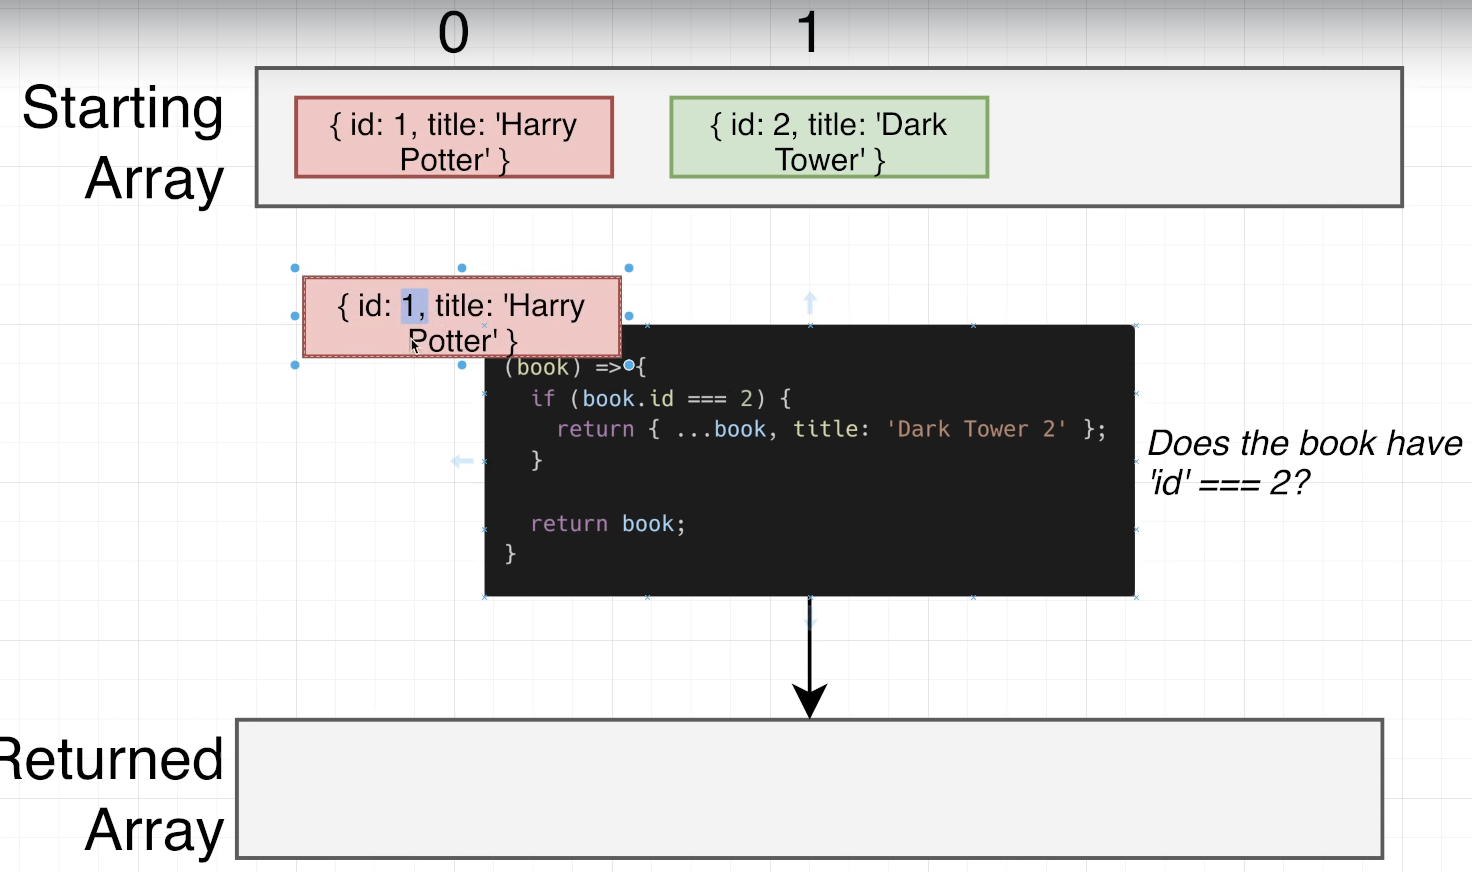 0 1
Starting
Array
{ id: 1, title: 'Harry
Potter' }
{ id: 2, title: 'Dark
Tower' }
{ id: 1, title: 'Harry
Potter' }
(book) => {
if (book.id === 2) {
return { ...book, title: 'Dark Tower 2' };
}
return book;
}
Does the book have
'id' === 2?
Returned
Array